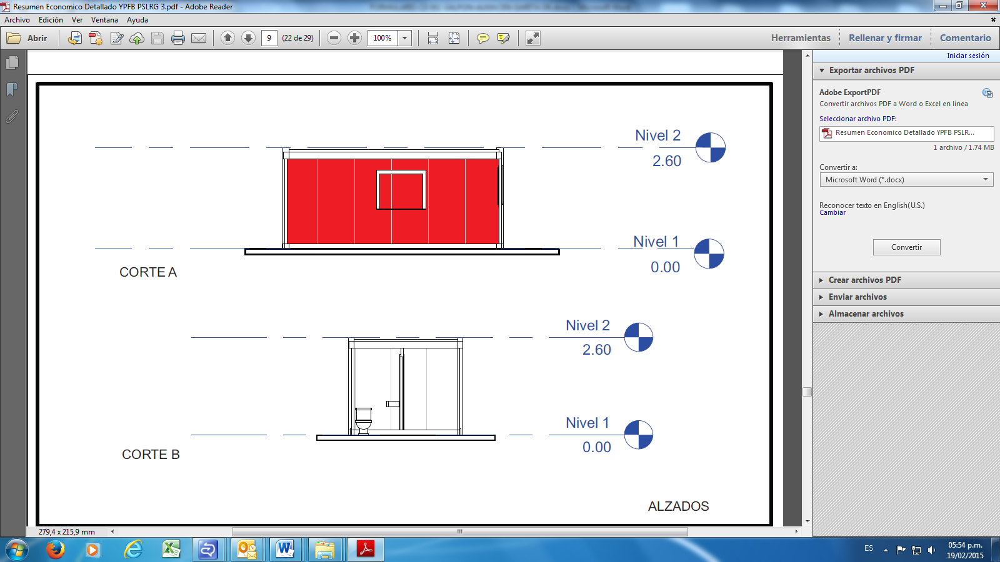 Resumen Economico Detallado YPFB PSLRG 3.pdf - Adobe Reader
Archivo Edición Ver Ventana Ayuda
Abrir 9 (22 de 29) 100% Herramientas Rellenar y firmar Comentario
Iniciar sesión
Exportar archivos PDF
Adobe ExportPDF
Convertir archivos PDF a Word o Excel en línea
Seleccionar archivo PDF:
Resumen Economico Detallado YPFB PSLR...
1 archivo / 1.74 MB
Convertir a:
Microsoft Word (*.docx)
Reconocer texto en English(U.S.)
Cambiar
Convertir
Crear archivos PDF
Enviar archivos
Almacenar archivos
Nivel 2
2.60
Nivel 1
0.00
CORTE A
Nivel 2
2.60
Nivel 1
0.00
CORTE B
ALZADOS
279,4 x 215,9 mm
ES
05:54 p.m.
19/02/2015